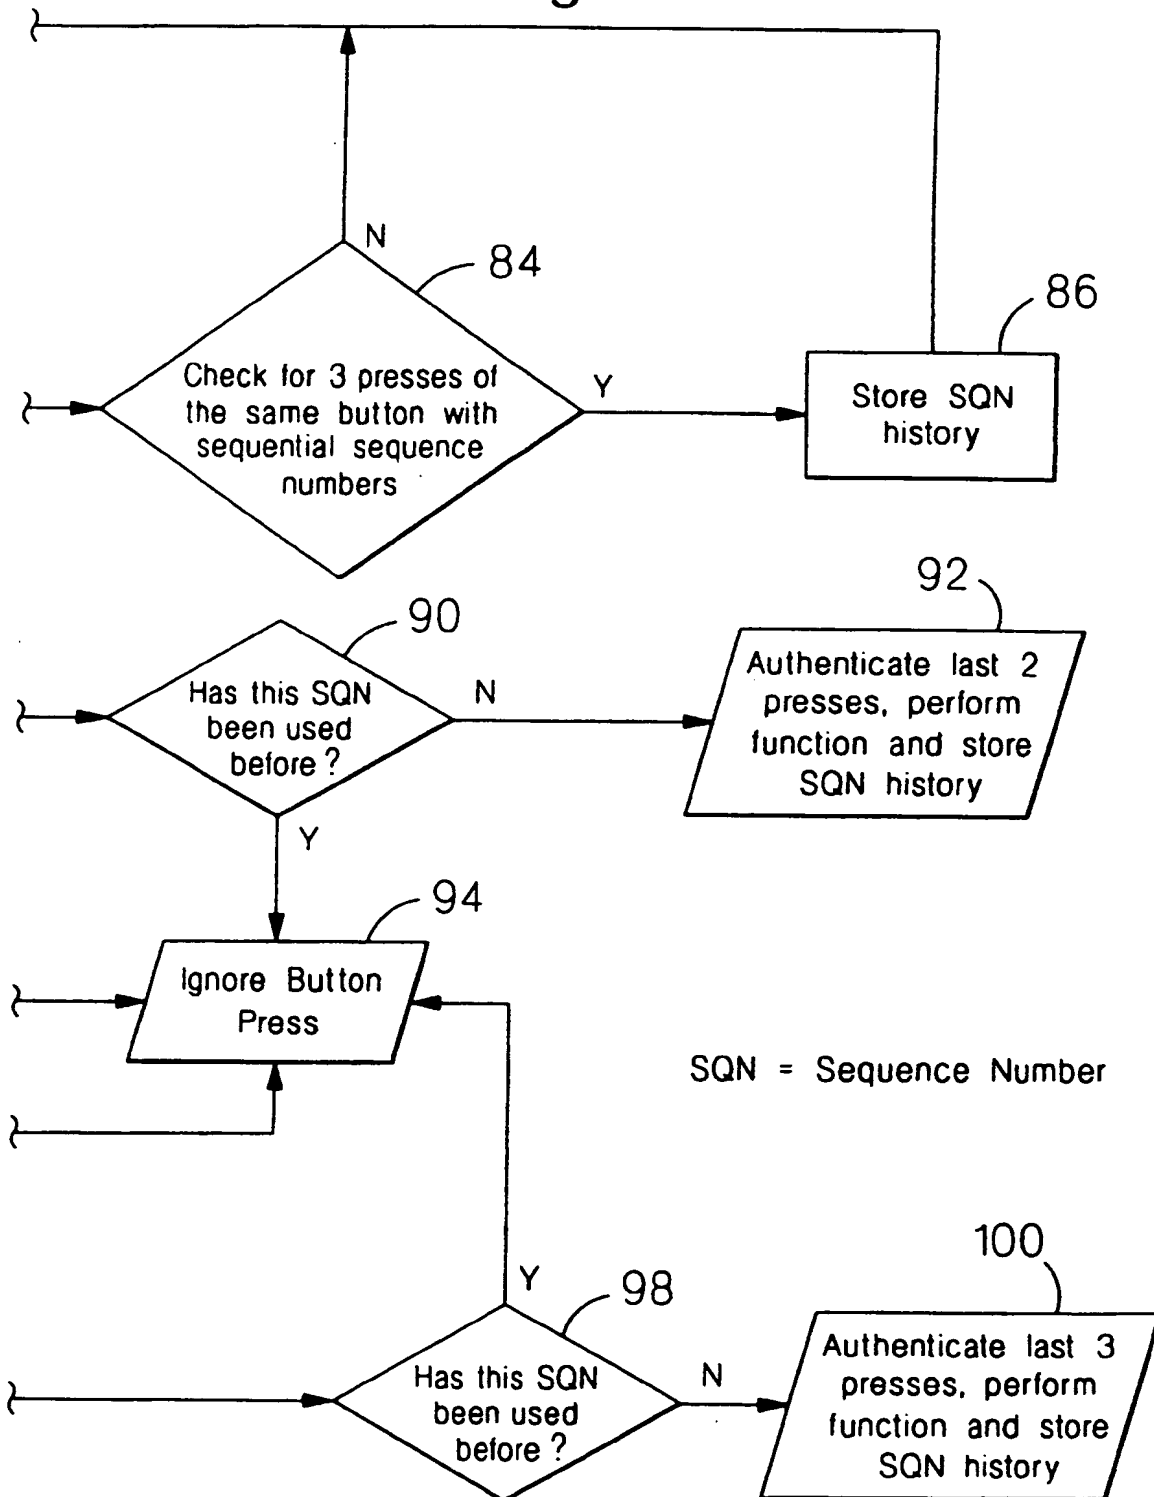 N
84
86
Check for 3 presses of
the same button with
sequential sequence
numbers
Y
Store SQN
history
92
90
Has this SQN
been used
before ?
N
Authenticate last 2
presses, perform
function and store
SQN history
Y
94
Ignore Button
Press
SQN = Sequence Number
100
Y
98
Has this SQN
been used
before ?
N
Authenticate last 3
presses, perform
function and store
SQN history